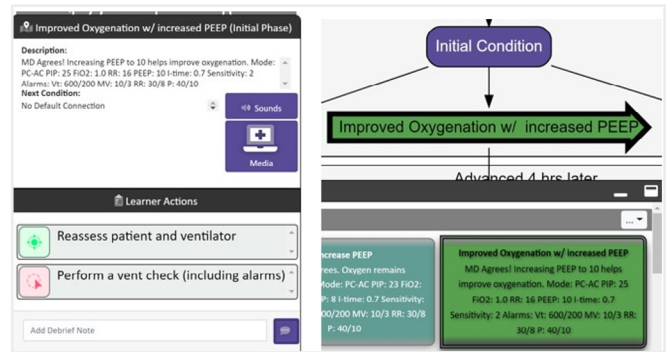 Improved Oxygenation w/ increased PEEP (Initial Phase)
Description:
MD Agrees! Increasing PEEP to 10 helps improve oxygenation. Mode:
PC-AC PIP: 25 FiO2: 1.0 RR: 16 PEEP: 10 I-time: 0.7 Sensitivity: 2
Alarms: Vt: 600/200 MV: 10/3 RR: 30/8 P: 40/10
Next Condition:
No Default Connection
Sounds
Media
Learner Actions
Reassess patient and ventilator
Perform a vent check (including alarms)
Add Debrief Note
Initial Condition
Improved Oxygenation w/ increased PEEP
Advanced 4 hrs later
...
ncrease PEEP
rees. Oxygen remains
Mode: PC-AC PIP: 23 FiO2:
P: 8 I-time: 0.7 Sensitivity:
00/200 MV: 10/3 RR: 30/8
P: 40/10
Improved Oxygenation w/ increased PEEP
MD Agrees! Increasing PEEP to 10 helps
improve oxygenation. Mode: PC-AC PIP: 25
FiO2: 1.0 RR: 16 PEEP: 10 I-time: 0.7
Sensitivity: 2 Alarms: Vt: 600/200 MV: 10/3 RR:
30/8 P: 40/10